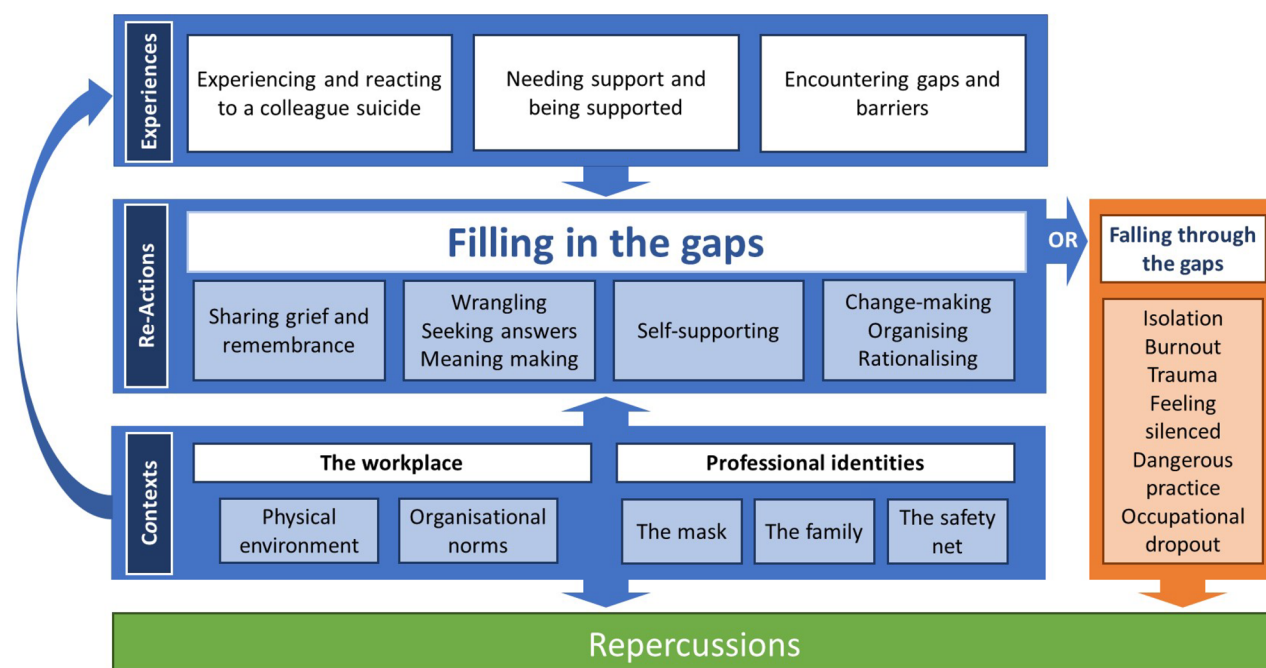 Experiences
Experiencing and reacting
to a colleague suicide
Needing support and
being supported
Encountering gaps and
barriers
Re-Actions
Filling in the gaps
Sharing grief and
remembrance
Wrangling
Seeking answers
Meaning making
Self-supporting
Change-making
Organising
Rationalising
OR
Falling through
the gaps
Isolation
Burnout
Trauma
Feeling
silenced
Dangerous
practice
Occupational
dropout
Contexts
The workplace
Physical
environment
Organisational
norms
Professional identities
The mask
The family
The safety
net
Repercussions